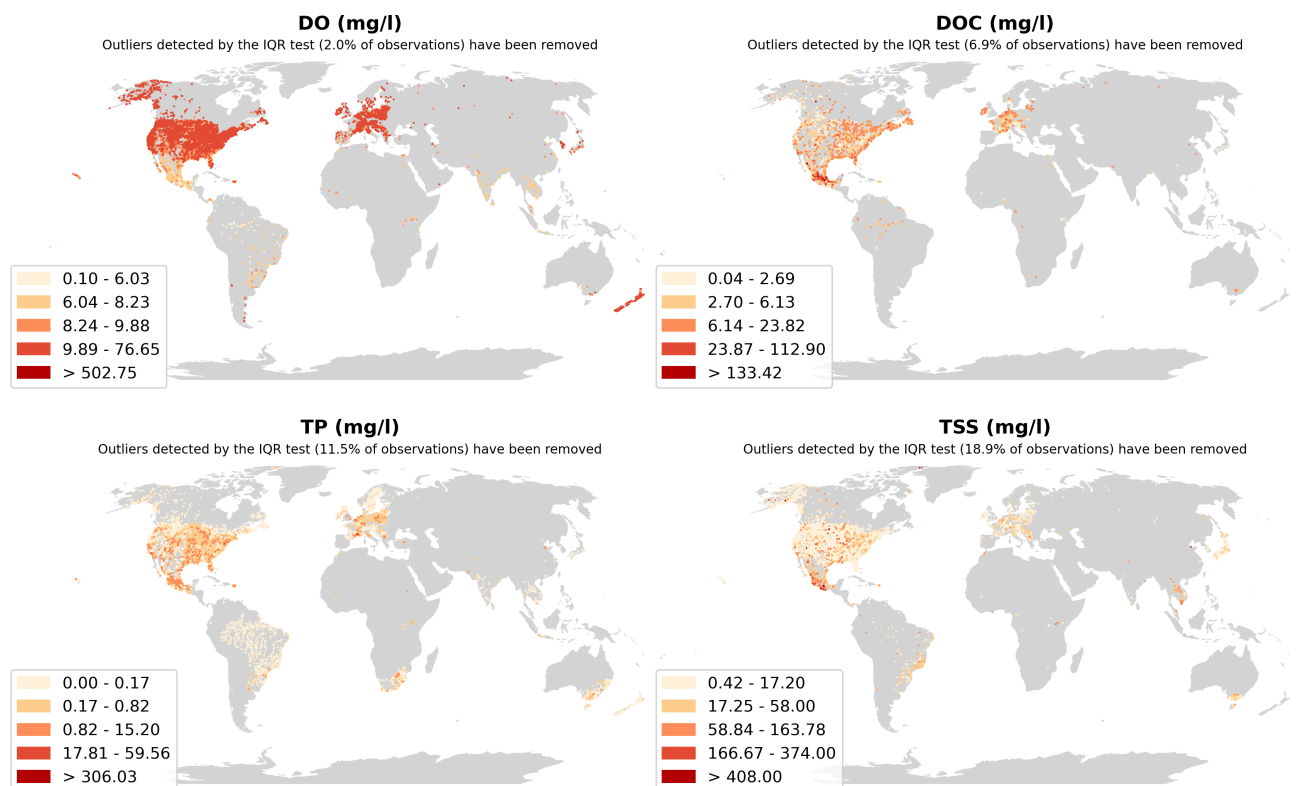 DO (mg/l)
Outliers detected by the IQR test (2.0% of observations) have been removed
0.10 - 6.03
6.04 - 8.23
8.24 - 9.88
9.89 - 76.65
> 502.75
DOC (mg/l)
Outliers detected by the IQR test (6.9% of observations) have been removed
0.04 - 2.69
2.70 - 6.13
6.14 - 23.82
23.87 - 112.90
> 133.42
TP (mg/l)
Outliers detected by the IQR test (11.5% of observations) have been removed
0.00 - 0.17
0.17 - 0.82
0.82 - 15.20
17.81 - 59.56
> 306.03
TSS (mg/l)
Outliers detected by the IQR test (18.9% of observations) have been removed
0.42 - 17.20
17.25 - 58.00
58.84 - 163.78
166.67 - 374.00
> 408.00